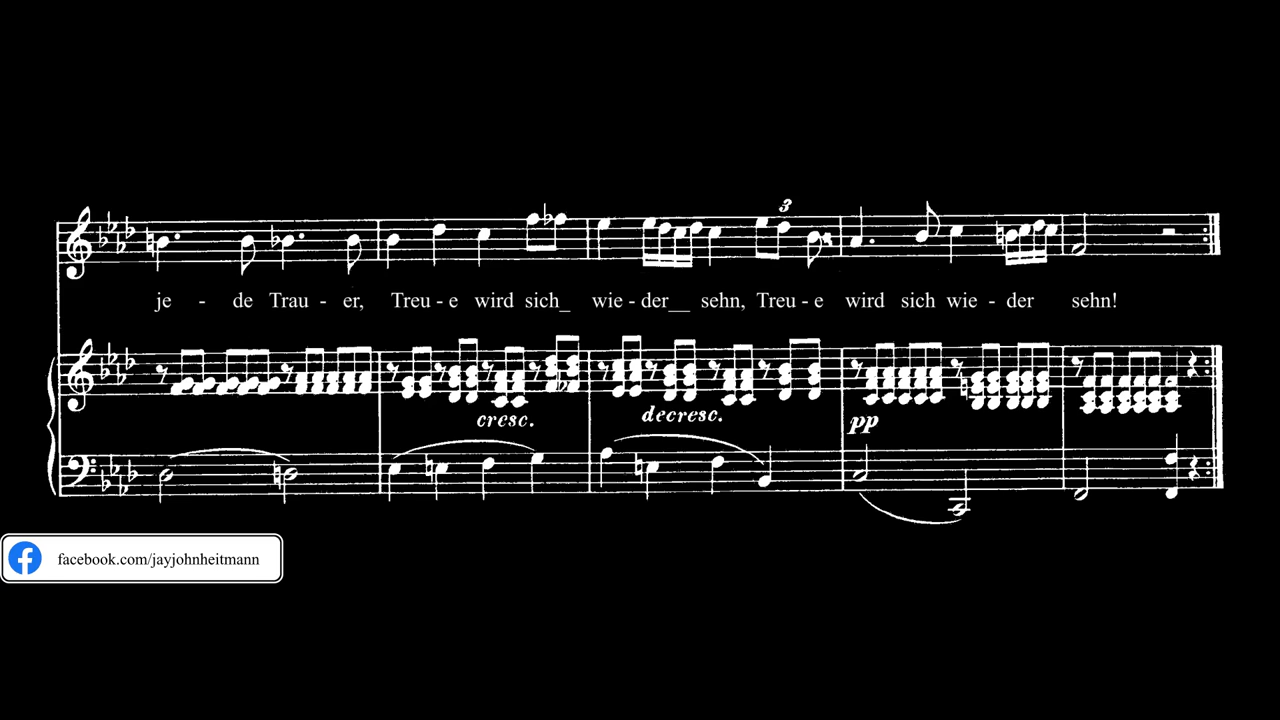 3
je - de Trau - er, Treu - e wird sich_ wie - der__ sehn, Treu - e wird sich wie - der sehn!
cresc. decresc. pp
facebook.com/jayjohnheitmann